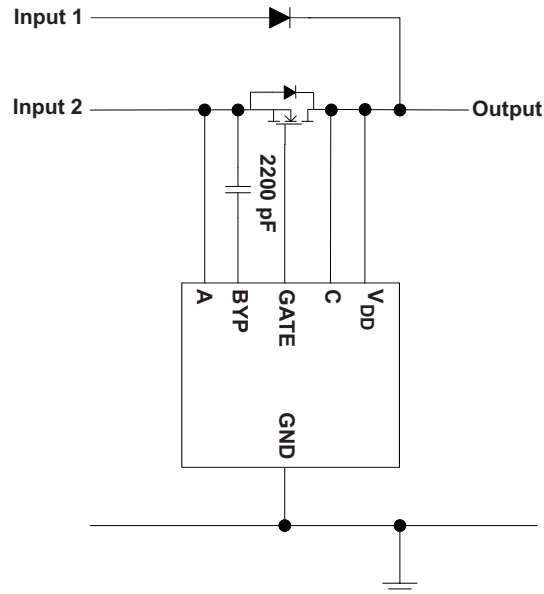 Input 1
Input 2
Output
2200 pF
A
BYP
GATE
C
VDD
GND